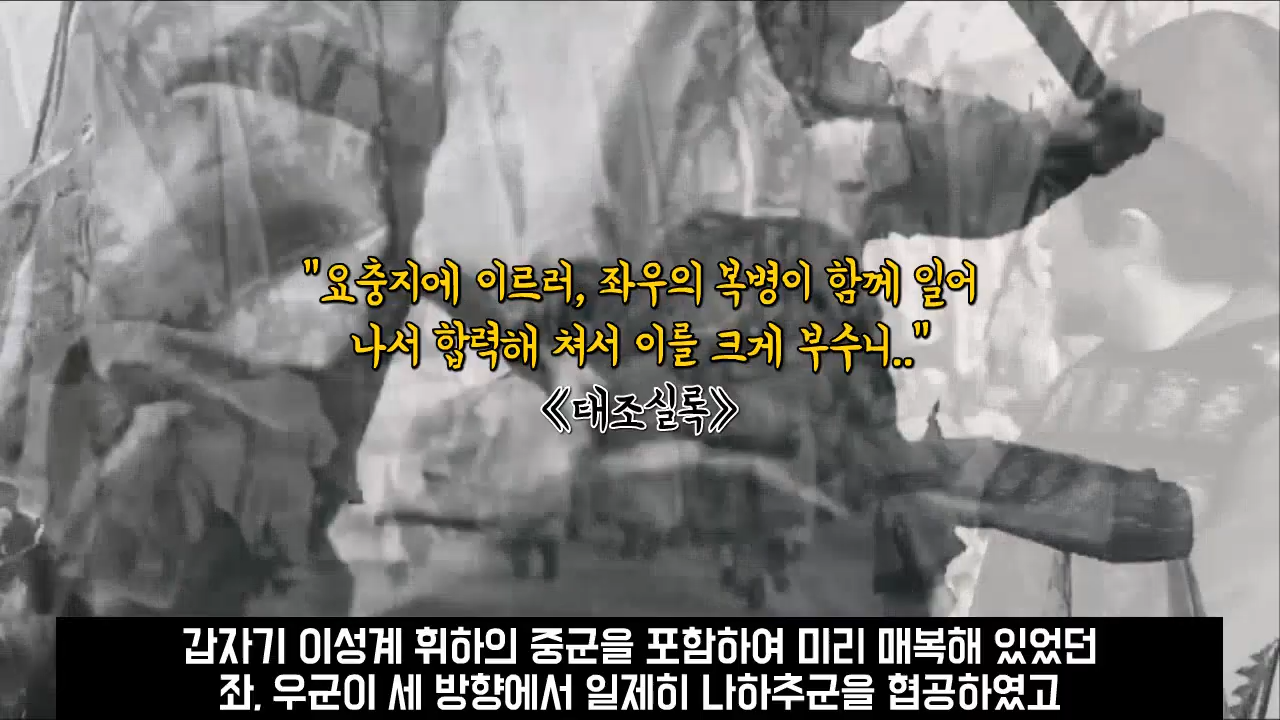 "요충지에 이르러, 좌우의 복병이 함께 일어
나서 합력해 쳐서 이를 크게 부수니.."
《태조실록》
갑자기 이성계 휘하의 중군을 포함하여 미리 매복해 있었던
좌, 우군이 세 방향에서 일제히 나하추군을 협공하였고